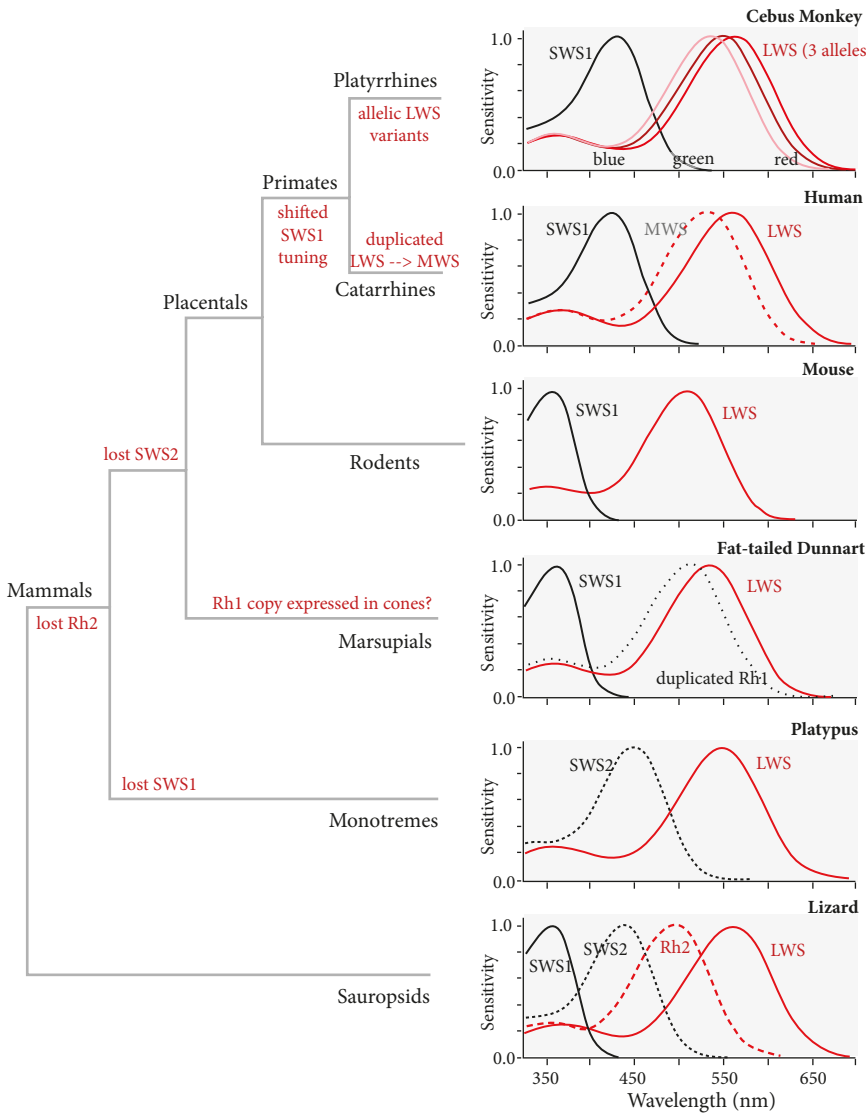 Cebus Monkey
Platyrrhines
allelic LWS
variants
Primates
shifted
SWS1
tuning
duplicated
LWS --> MWS
Catarrhines
Placentals
lost SWS2
Rodents
Mammals
lost Rh2
Rh1 copy expressed in cones?
Marsupials
lost SWS1
Monotremes
Sauropsids
Sensitivity
1.0
0.0
SWS1
LWS (3 alleles
blue
green
red
Human
Sensitivity
1.0
0.0
SWS1
MWS
LWS
Mouse
Sensitivity
1.0
0.0
SWS1
LWS
Fat-tailed Dunnart
Sensitivity
1.0
0.0
SWS1
LWS
duplicated Rh1
Platypus
Sensitivity
1.0
0.0
SWS2
LWS
Lizard
Sensitivity
1.0
0.0
SWS1
SWS2
Rh2
LWS
350 450 550 650
Wavelength (nm)